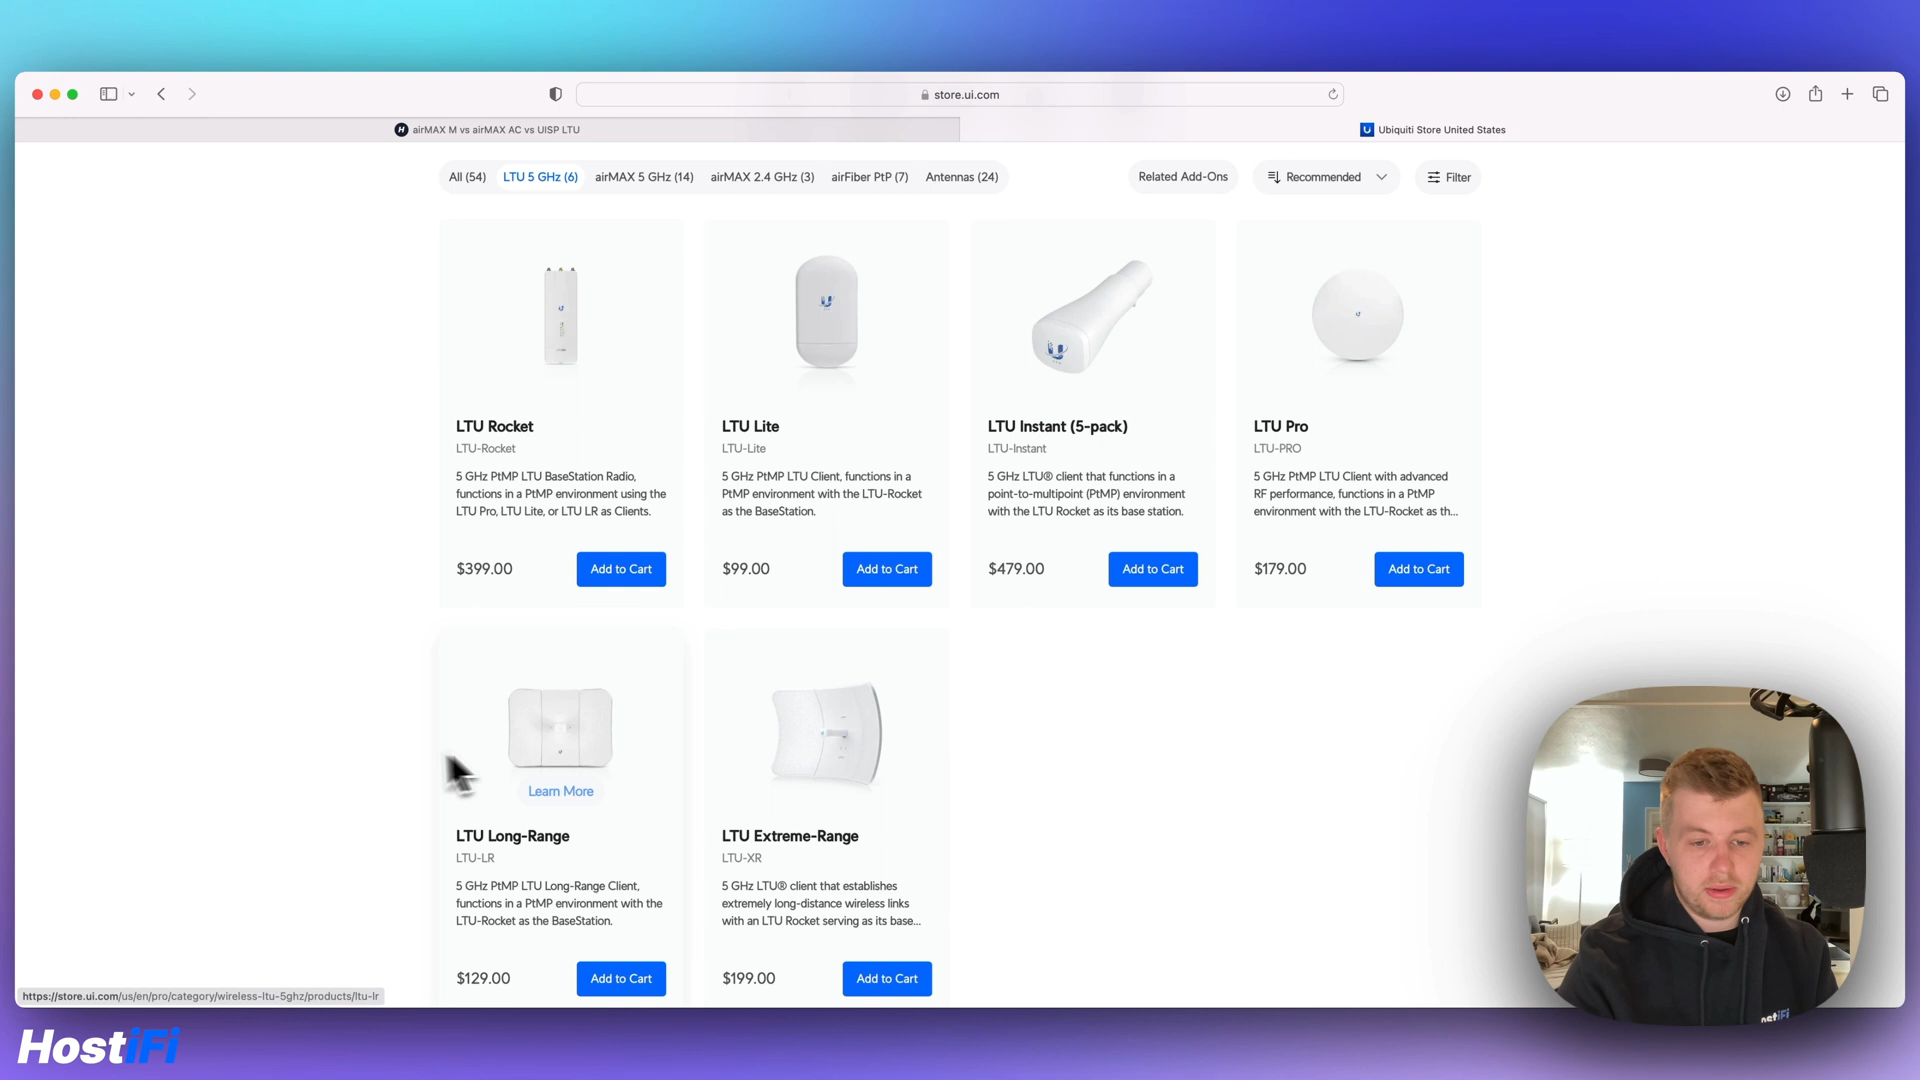 store.ui.com
H airMAX M vs airMAX AC vs UISP LTU
U Ubiquiti Store United States
All (54) LTU 5 GHz (6) airMAX 5 GHz (14) airMAX 2.4 GHz (3) airFiber PtP (7) Antennas (24)
Related Add-Ons Recommended Filter
LTU Rocket
LTU-Rocket
5 GHz PtMP LTU BaseStation Radio,
functions in a PtMP environment using the
LTU Pro, LTU Lite, or LTU LR as Clients.
$399.00 Add to Cart
LTU Lite
LTU-Lite
5 GHz PtMP LTU Client, functions in a
PtMP environment with the LTU-Rocket
as the BaseStation.
$99.00 Add to Cart
LTU Instant (5-pack)
LTU-Instant
5 GHz LTU® client that functions in a
point-to-multipoint (PtMP) environment
with the LTU Rocket as its base station.
$479.00 Add to Cart
LTU Pro
LTU-PRO
5 GHz PtMP LTU Client with advanced
RF performance, functions in a PtMP
environment with the LTU-Rocket as th...
$179.00 Add to Cart
Learn More
LTU Long-Range
LTU-LR
5 GHz PtMP LTU Long-Range Client,
functions in a PtMP environment with the
LTU-Rocket as the BaseStation.
$129.00 Add to Cart
LTU Extreme-Range
LTU-XR
5 GHz LTU® client that establishes
extremely long-distance wireless links
with an LTU Rocket serving as its base...
$199.00 Add to Cart
https://store.ui.com/us/en/pro/category/wireless-ltu-5ghz/products/ltu-lr
HostiFi